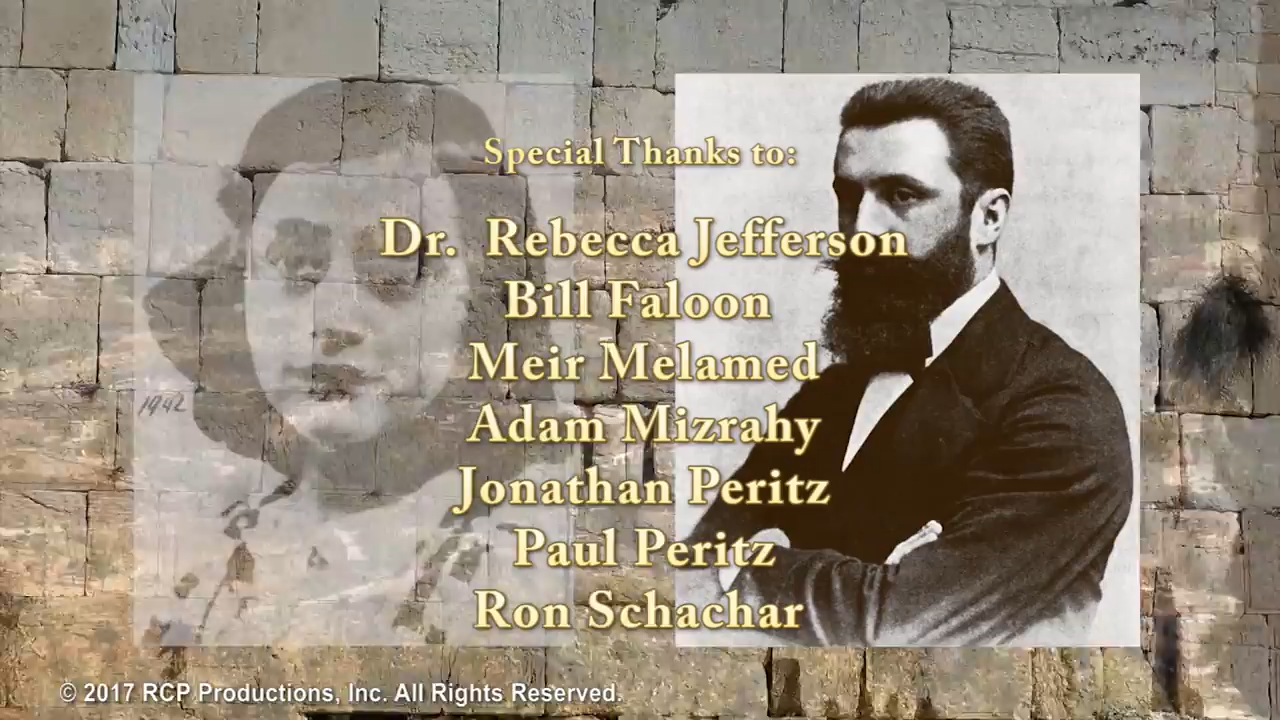 Special Thanks to:
Dr. Rebecca Jefferson
Bill Faloon
Meir Melamed
Adam Mizrahy
Jonathan Peritz
Paul Peritz
Ron Schachar
1942
© 2017 RCP Productions, Inc. All Rights Reserved.